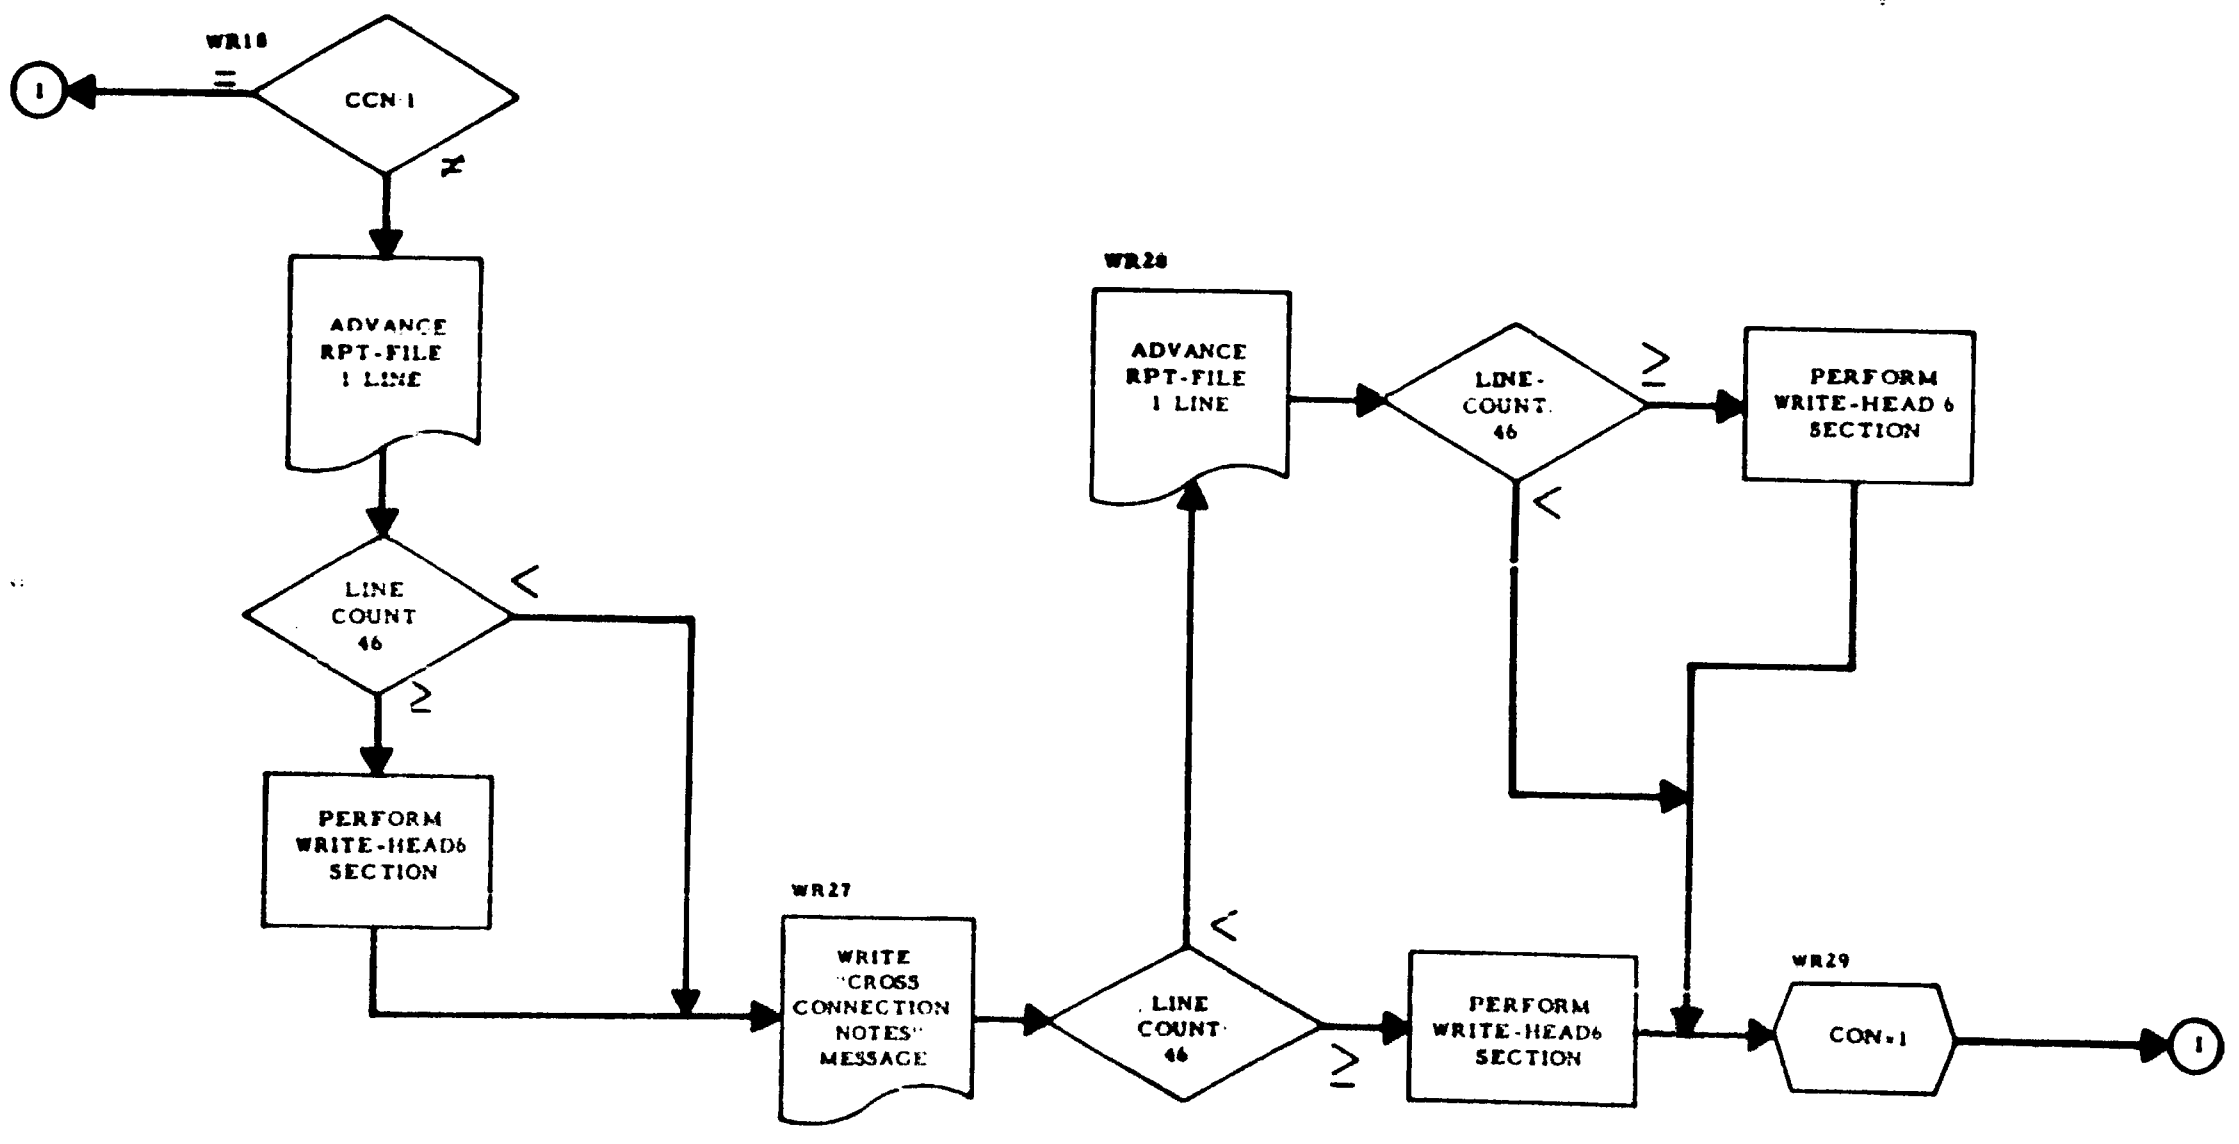 WR18
=
1
CCN:1
≠
ADVANCE
RPT-FILE
1 LINE
LINE
COUNT
46
<
≥
PERFORM
WRITE-HEAD6
SECTION
WR27
WRITE
"CROSS
CONNECTION
NOTES"
MESSAGE
LINE
COUNT:
46
<
≥
WR28
ADVANCE
RPT-FILE
1 LINE
LINE-
COUNT:
46
≥
<
PERFORM
WRITE-HEAD 6
SECTION
PERFORM
WRITE-HEAD6
SECTION
WR29
CON=1
1